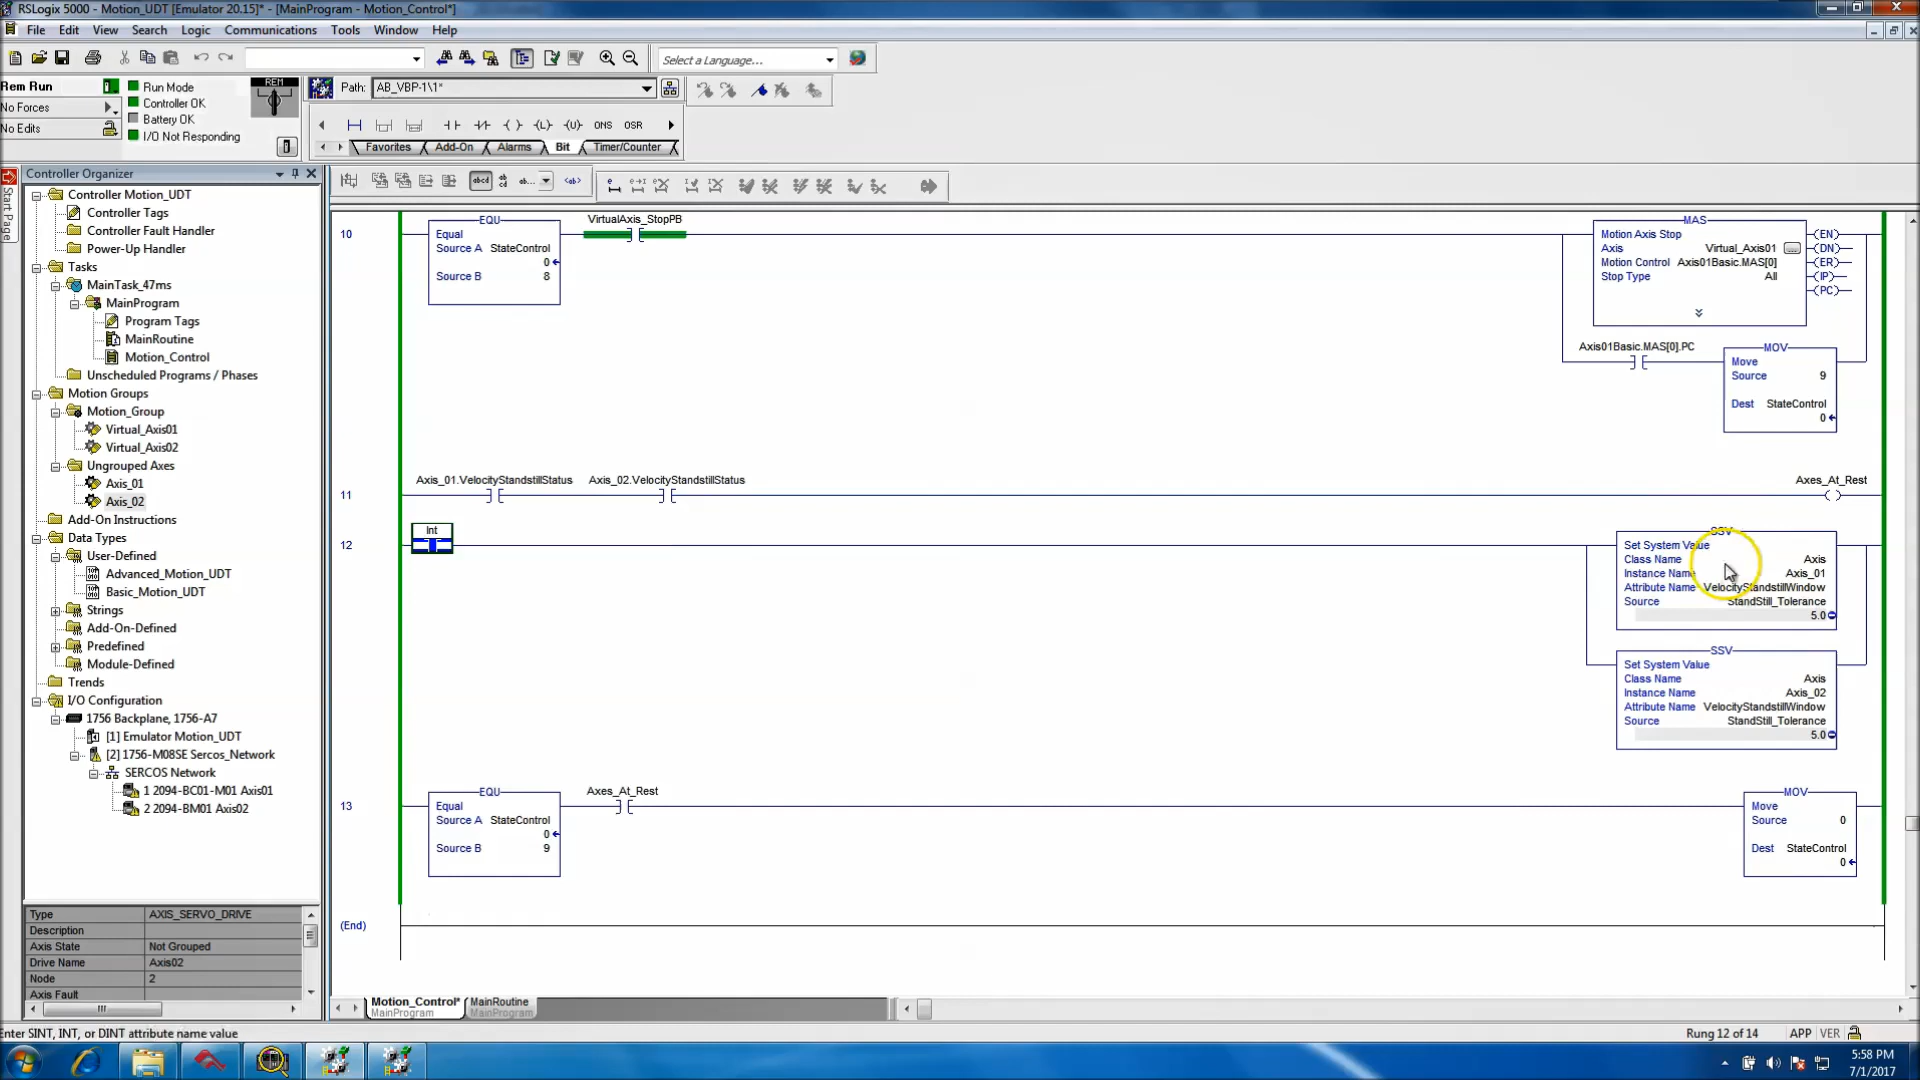 RSLogix 5000 - Motion_UDT [Emulator 20.15]* - [MainProgram - Motion_Control*]
File Edit View Search Logic Communications Tools Window Help
Select a Language...
Rem Run
No Forces
No Edits
Run Mode
Controller OK
Battery OK
I/O Not Responding
REM
Path: AB_VBP-1\1*
ONS OSR
Favorites Add-On Alarms Bit Timer/Counter
Start Page
Controller Organizer
Controller Motion_UDT
Controller Tags
Controller Fault Handler
Power-Up Handler
Tasks
MainTask_47ms
MainProgram
Program Tags
MainRoutine
Motion_Control
Unscheduled Programs / Phases
Motion Groups
Motion_Group
Virtual_Axis01
Virtual_Axis02
Ungrouped Axes
Axis_01
Axis_02
Add-On Instructions
Data Types
User-Defined
Advanced_Motion_UDT
Basic_Motion_UDT
Strings
Add-On-Defined
Predefined
Module-Defined
Trends
I/O Configuration
1756 Backplane, 1756-A7
[1] Emulator Motion_UDT
[2] 1756-M08SE Sercos_Network
SERCOS Network
1 2094-BC01-M01 Axis01
2 2094-BM01 Axis02
Type AXIS_SERVO_DRIVE
Description
Axis State Not Grouped
Drive Name Axis02
Node 2
Axis Fault
10
EQU
Equal
Source A StateControl
0
Source B 8
VirtualAxis_StopPB
MAS
Motion Axis Stop
Axis Virtual_Axis01
Motion Control Axis01Basic.MAS[0]
Stop Type All
EN
DN
ER
IP
PC
Axis01Basic.MAS[0].PC
MOV
Move
Source 9
Dest StateControl
0
11
Axis_01.VelocityStandstillStatus Axis_02.VelocityStandstillStatus
Axes_At_Rest
12
Int
SSV
Set System Value
Class Name Axis
Instance Name Axis_01
Attribute Name VelocityStandstillWindow
Source StandStill_Tolerance
5.0
SSV
Set System Value
Class Name Axis
Instance Name Axis_02
Attribute Name VelocityStandstillWindow
Source StandStill_Tolerance
5.0
13
EQU
Equal
Source A StateControl
0
Source B 9
Axes_At_Rest
MOV
Move
Source 0
Dest StateControl
0
(End)
Motion_Control* MainRoutine
MainProgram MainProgram
Enter SINT, INT, or DINT attribute name value
Rung 12 of 14 APP VER
5:58 PM
7/1/2017